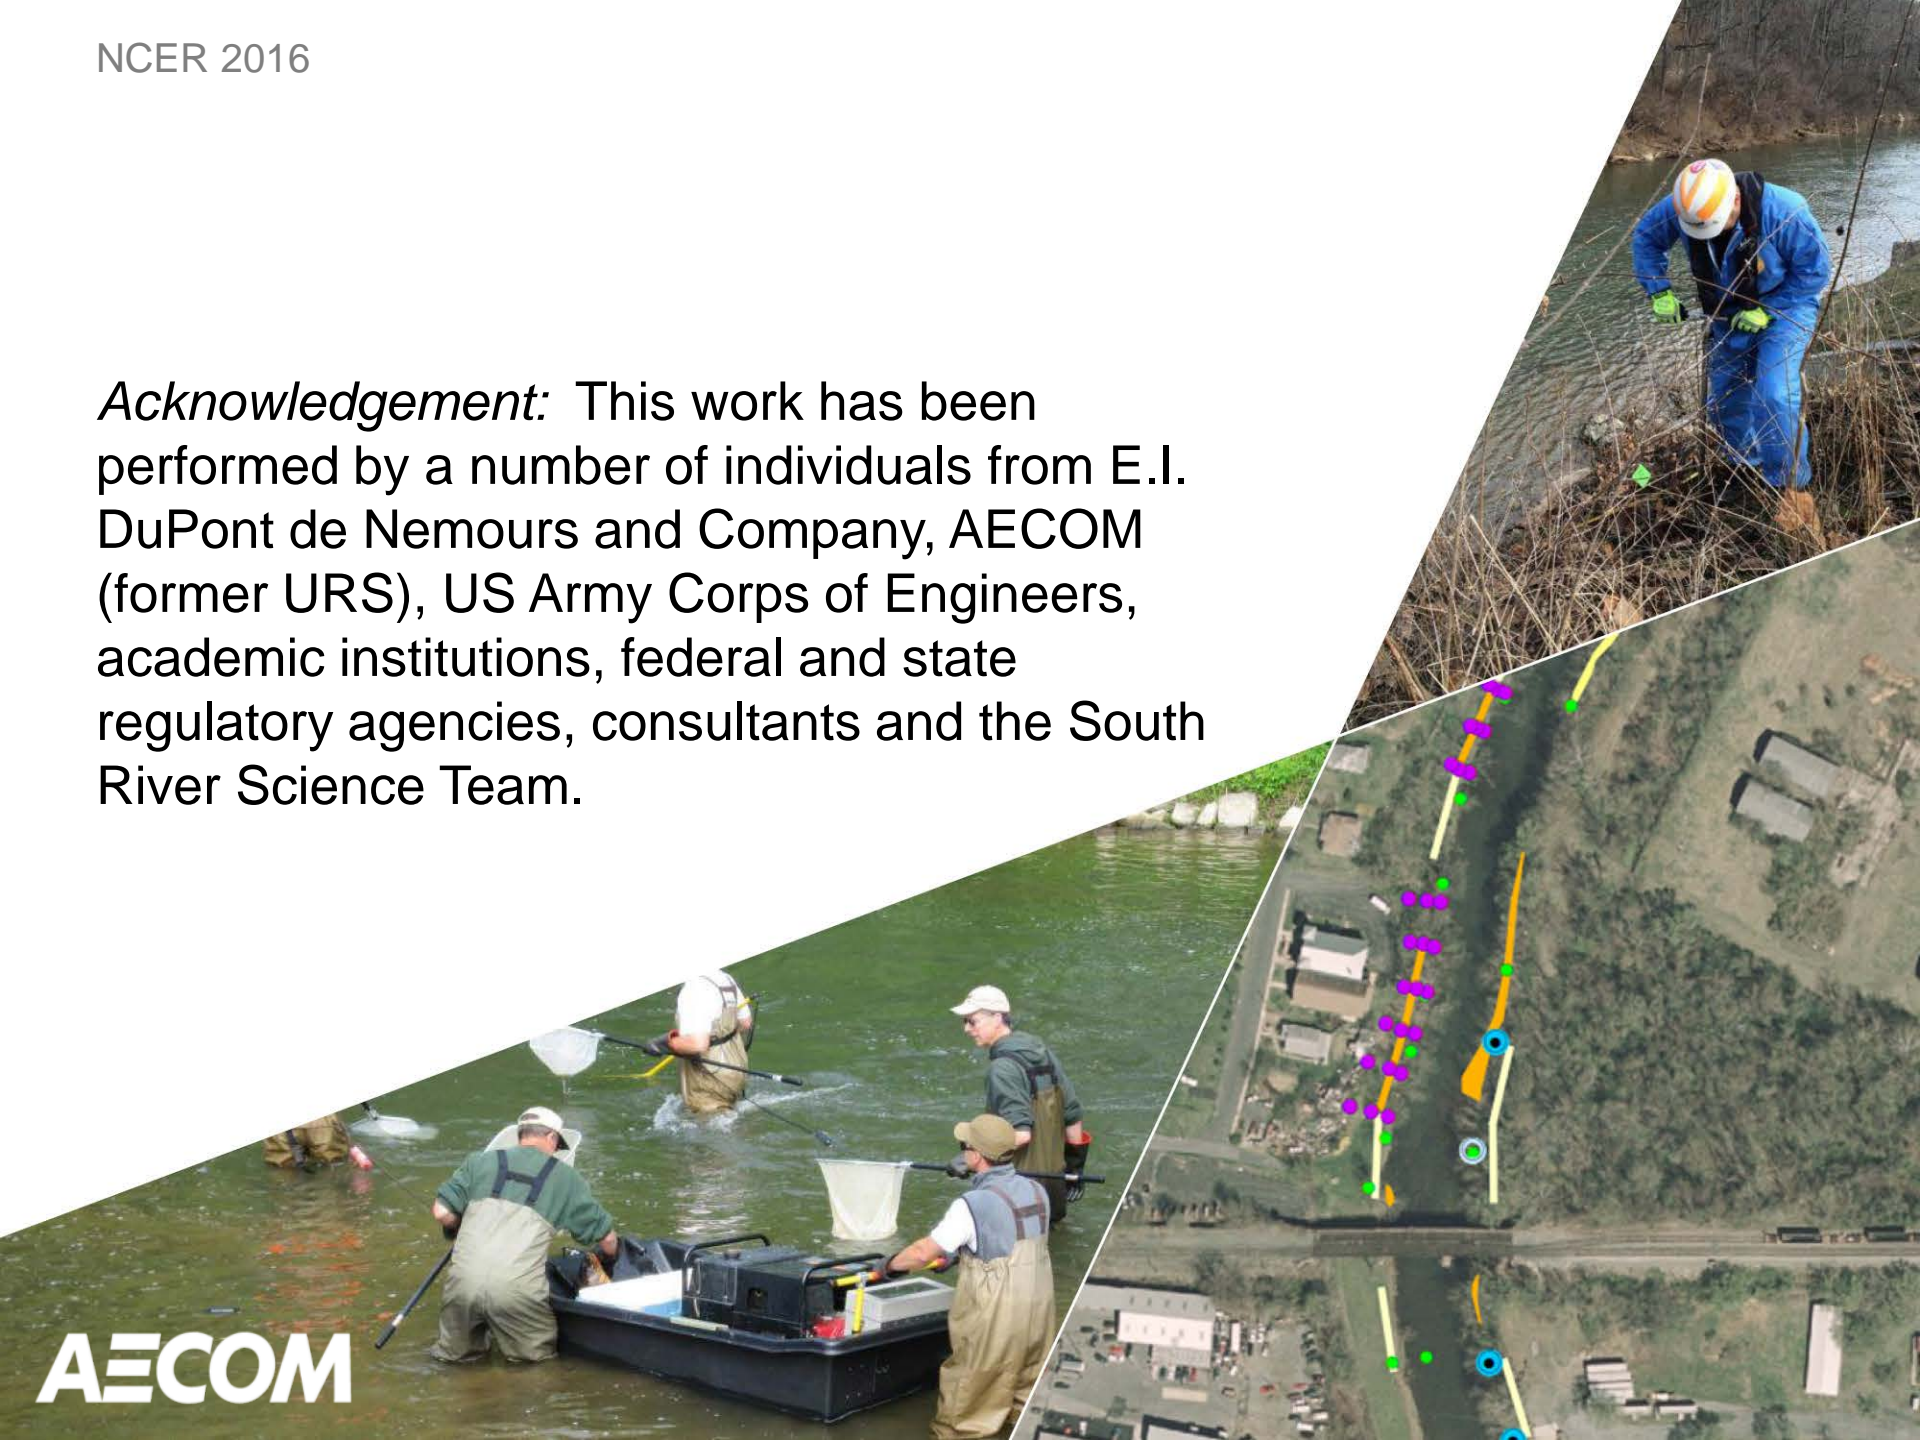 NCER 2016
Acknowledgement: This work has been
performed by a number of individuals from E.I.
DuPont de Nemours and Company, AECOM
(former URS), US Army Corps of Engineers,
academic institutions, federal and state
regulatory agencies, consultants and the South
River Science Team.
AECOM